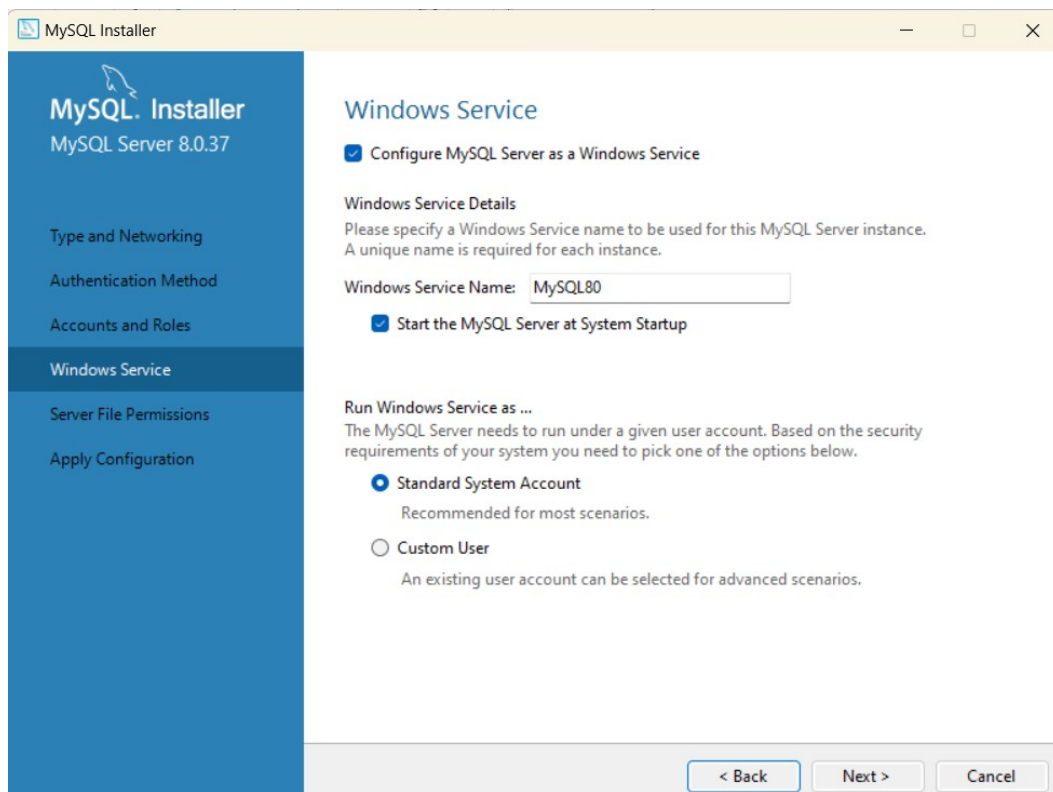 MySQL Installer
MySQL. Installer
MySQL Server 8.0.37
Type and Networking
Authentication Method
Accounts and Roles
Windows Service
Server File Permissions
Apply Configuration
Windows Service
Configure MySQL Server as a Windows Service
Windows Service Details
Please specify a Windows Service name to be used for this MySQL Server instance.
A unique name is required for each instance.
Windows Service Name: MySQL80
Start the MySQL Server at System Startup
Run Windows Service as ...
The MySQL Server needs to run under a given user account. Based on the security
requirements of your system you need to pick one of the options below.
Standard System Account
Recommended for most scenarios.
Custom User
An existing user account can be selected for advanced scenarios.
< Back Next > Cancel